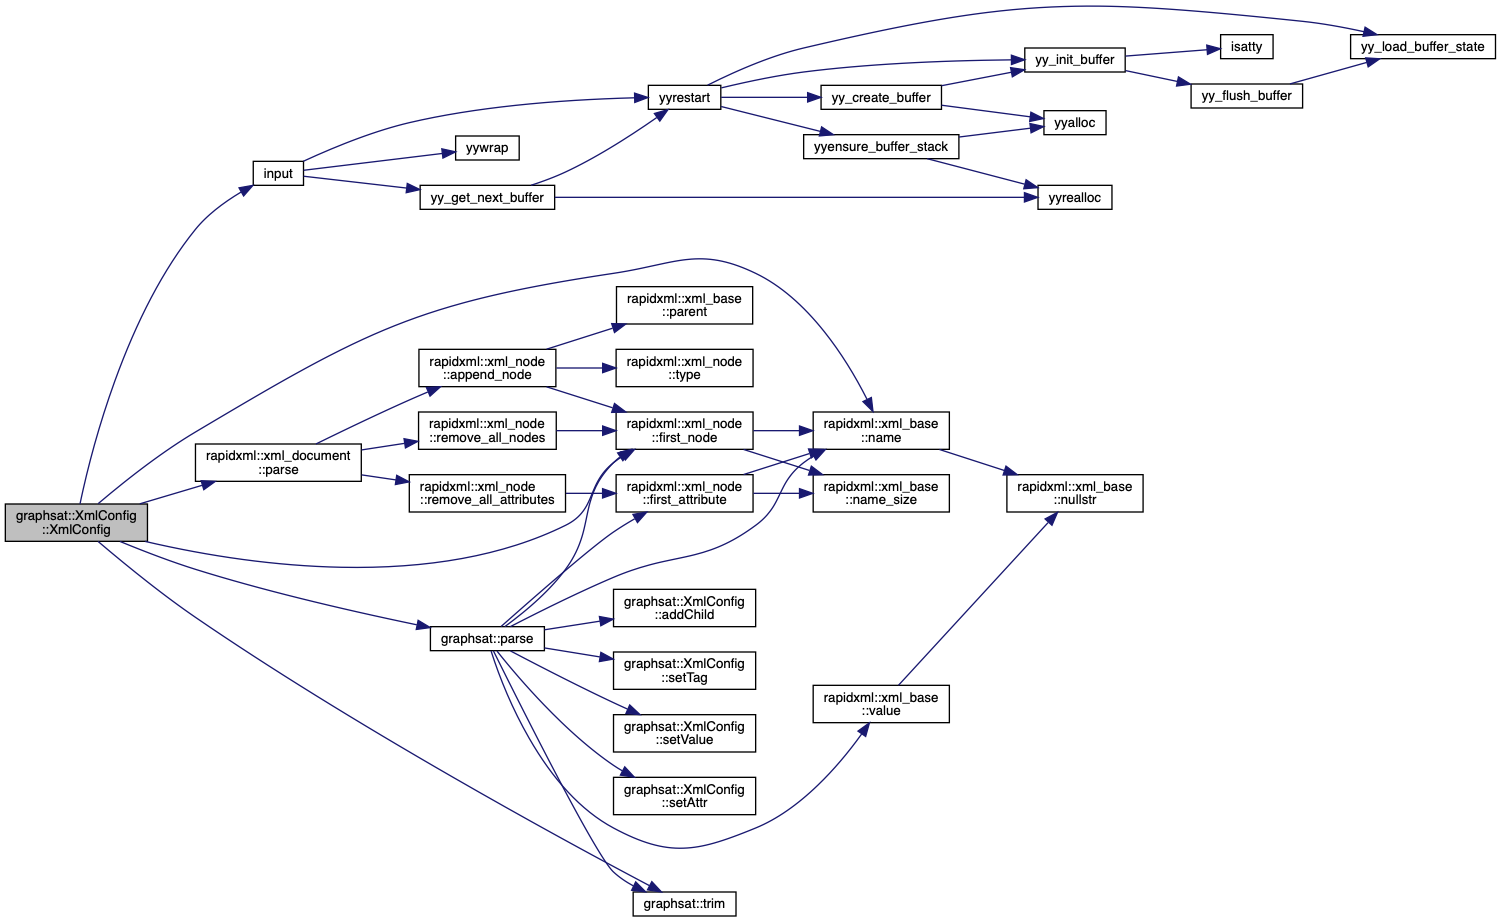 graphsat::XmlConfig
::XmlConfig
input
yywrap
yy_get_next_buffer
yyrestart
yy_create_buffer
yyensure_buffer_stack
yy_init_buffer
isatty
yy_flush_buffer
yy_load_buffer_state
yyalloc
yyrealloc
rapidxml::xml_document
::parse
rapidxml::xml_node
::append_node
rapidxml::xml_node
::remove_all_nodes
rapidxml::xml_node
::remove_all_attributes
rapidxml::xml_base
::parent
rapidxml::xml_node
::type
rapidxml::xml_node
::first_node
rapidxml::xml_node
::first_attribute
rapidxml::xml_base
::name
rapidxml::xml_base
::name_size
rapidxml::xml_base
::nullstr
graphsat::parse
graphsat::XmlConfig
::addChild
graphsat::XmlConfig
::setTag
graphsat::XmlConfig
::setValue
graphsat::XmlConfig
::setAttr
rapidxml::xml_base
::value
graphsat::trim